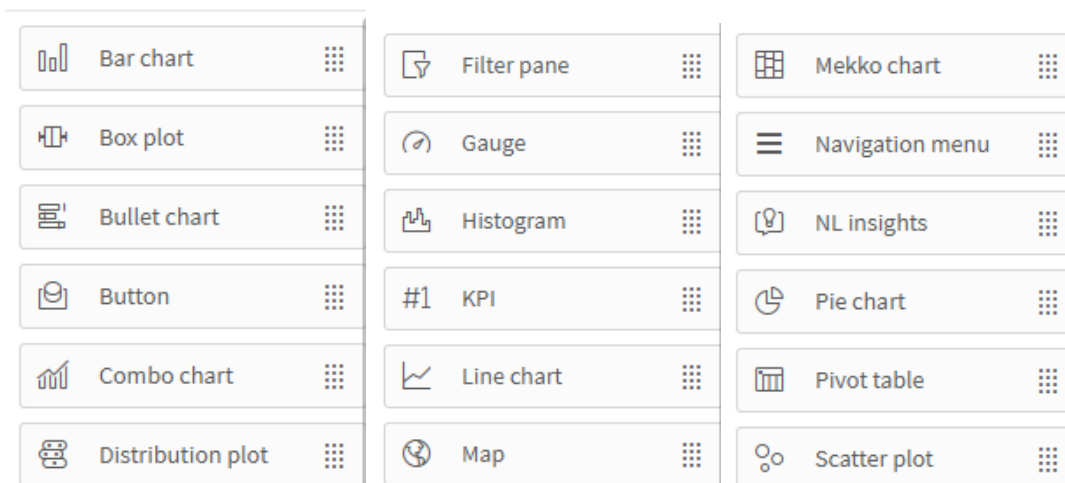 Bar chart
Box plot
Bullet chart
Button
Combo chart
Distribution plot
Filter pane
Gauge
Histogram
#1 KPI
Line chart
Map
Mekko chart
Navigation menu
NL insights
Pie chart
Pivot table
Scatter plot